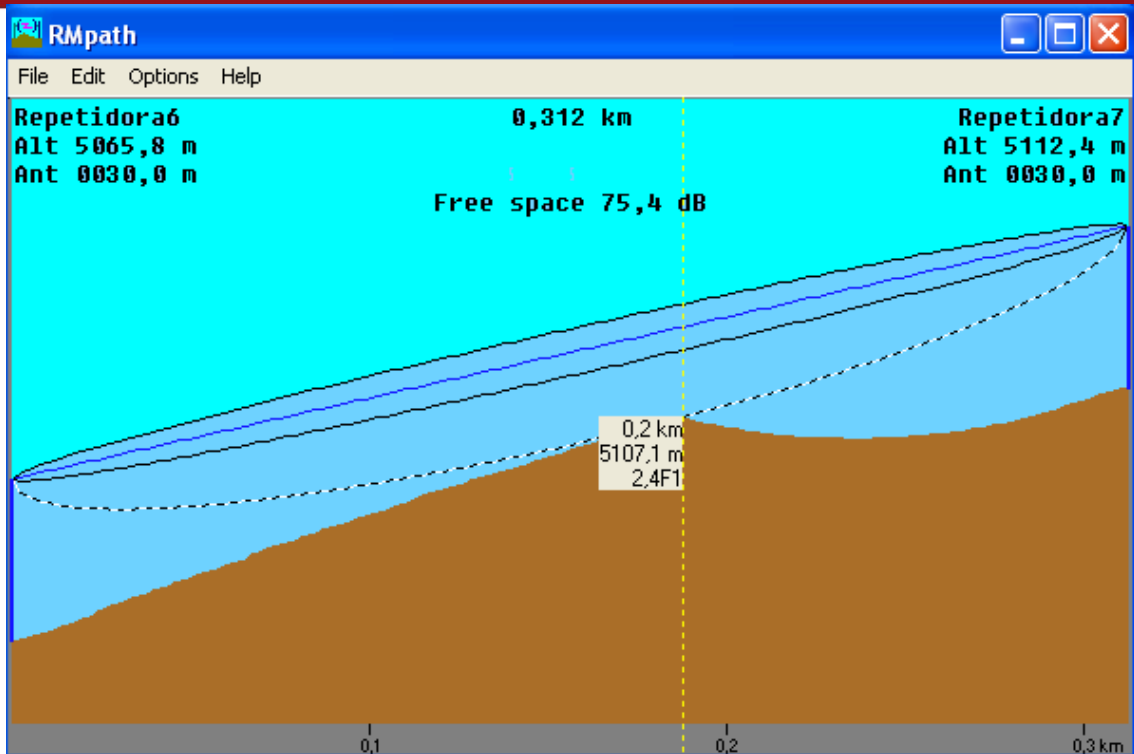 RMpath
File Edit Options Help
Repetidora6 0,312 km Repetidora7
Alt 5065,8 m Alt 5112,4 m
Ant 0030,0 m Ant 0030,0 m
Free space 75,4 dB
0,2 km
5107,1 m
2,4F1
0,1 0,2 0,3 km